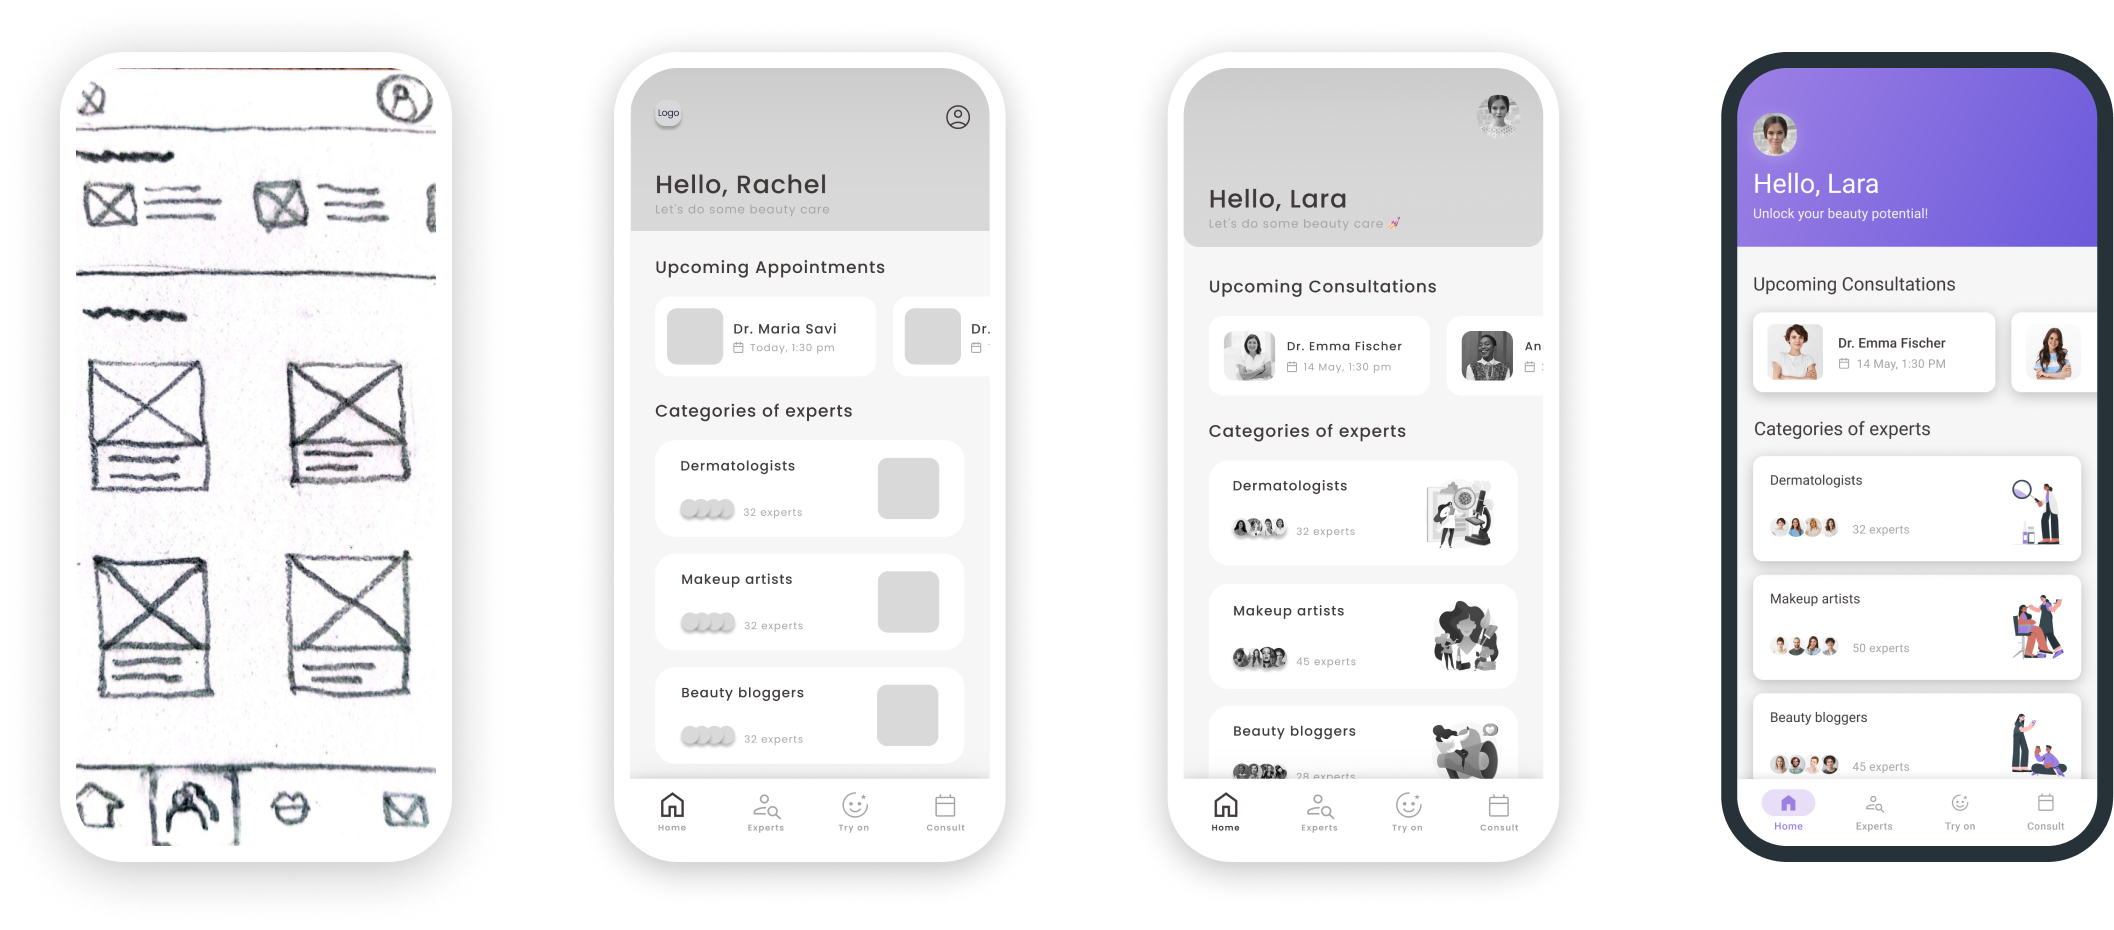 Logo
Hello, Rachel
Let's do some beauty care
Upcoming Appointments
Dr. Maria Savi
Today, 1:30 pm
Dr.
Categories of experts
Dermatologists
32 experts
Makeup artists
32 experts
Beauty bloggers
32 experts
Home
Experts
Try on
Consult
Hello, Lara
Let's do some beauty care 💅🏻
Upcoming Consultations
Dr. Emma Fischer
14 May, 1:30 pm
An
Categories of experts
Dermatologists
32 experts
Makeup artists
45 experts
Beauty bloggers
28 experts
Home
Experts
Try on
Consult
Hello, Lara
Unlock your beauty potential!
Upcoming Consultations
Dr. Emma Fischer
14 May, 1:30 PM
Categories of experts
Dermatologists
32 experts
Makeup artists
50 experts
Beauty bloggers
45 experts
Home
Experts
Try on
Consult